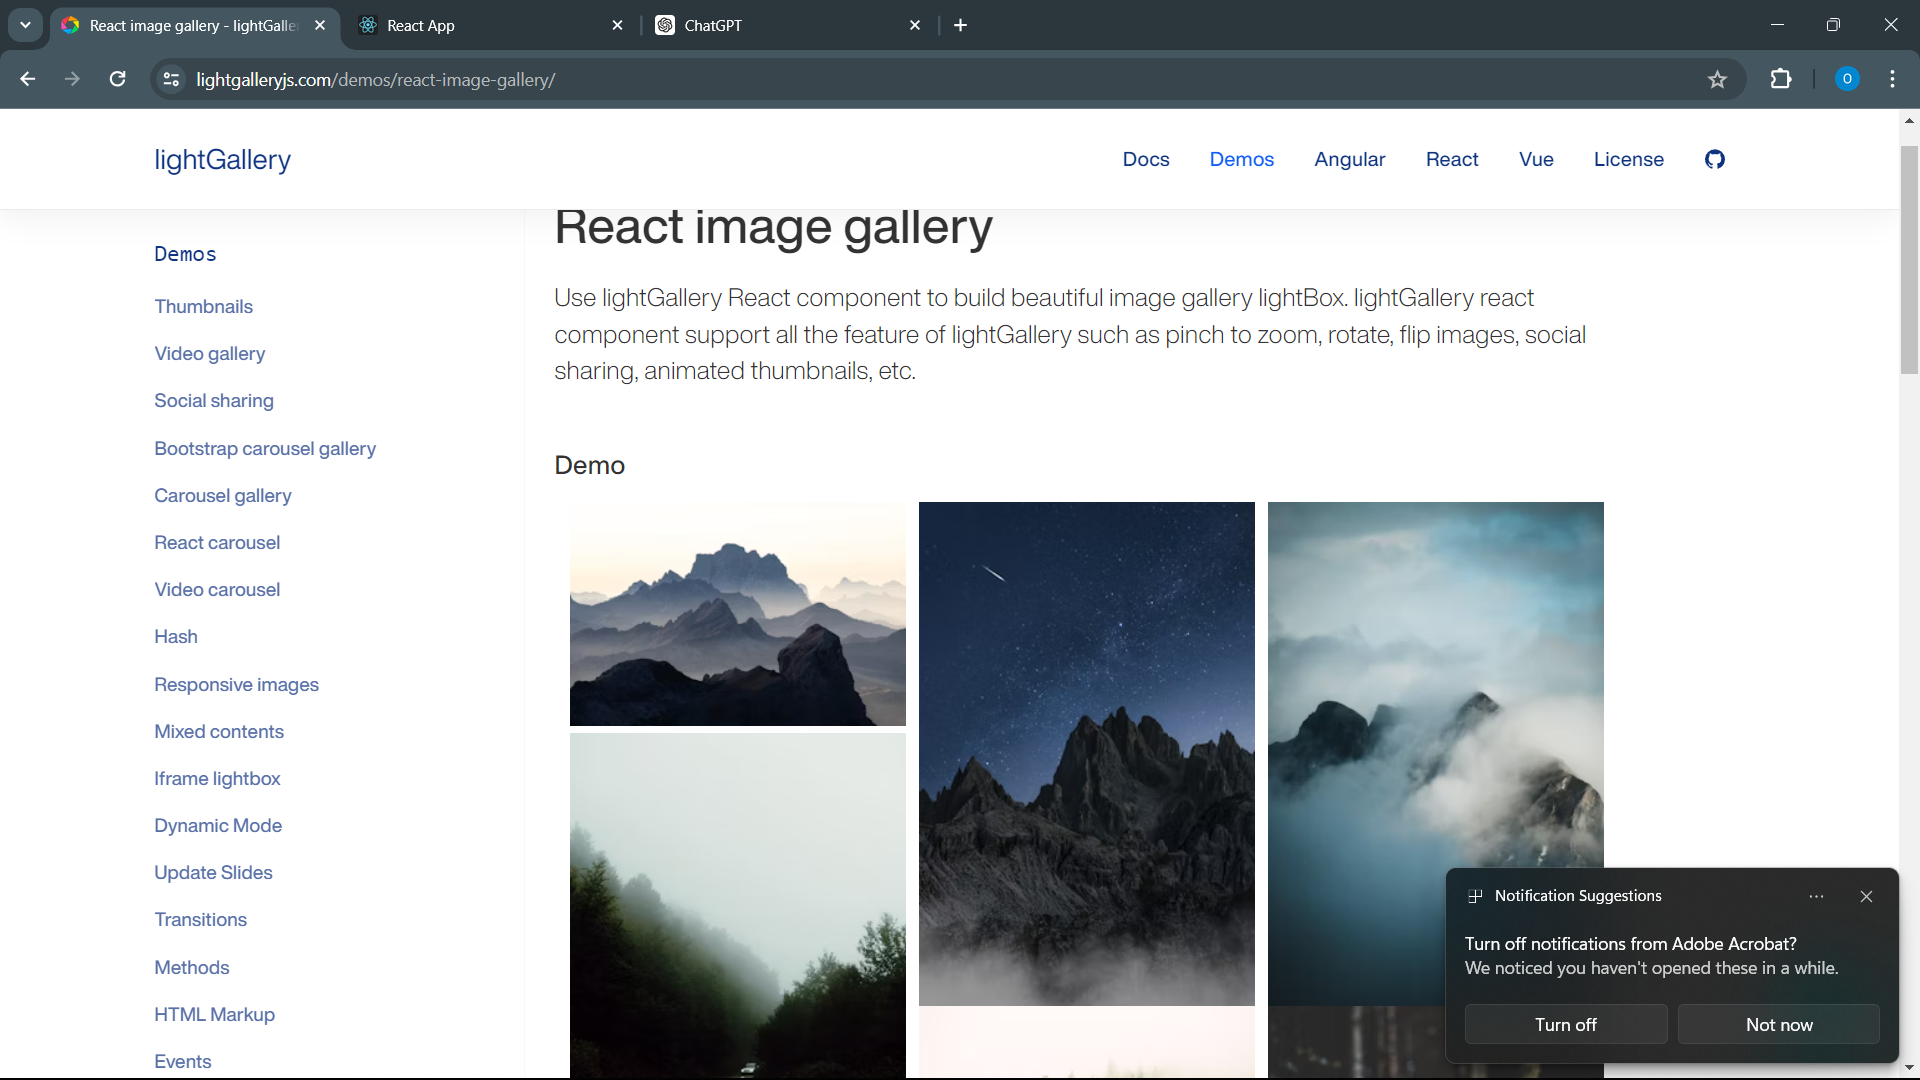 React image gallery - lightGalle
React App
ChatGPT
lightgalleryjs.com/demos/react-image-gallery/
O
lightGallery
Docs
Demos
Angular
React
Vue
License
Demos
Thumbnails
Video gallery
Social sharing
Bootstrap carousel gallery
Carousel gallery
React carousel
Video carousel
Hash
Responsive images
Mixed contents
Iframe lightbox
Dynamic Mode
Update Slides
Transitions
Methods
HTML Markup
Events
React image gallery
Use lightGallery React component to build beautiful image gallery lightBox. lightGallery react
component support all the feature of lightGallery such as pinch to zoom, rotate, flip images, social
sharing, animated thumbnails, etc.
Demo
Notification Suggestions
Turn off notifications from Adobe Acrobat?
We noticed you haven't opened these in a while.
Turn off
Not now